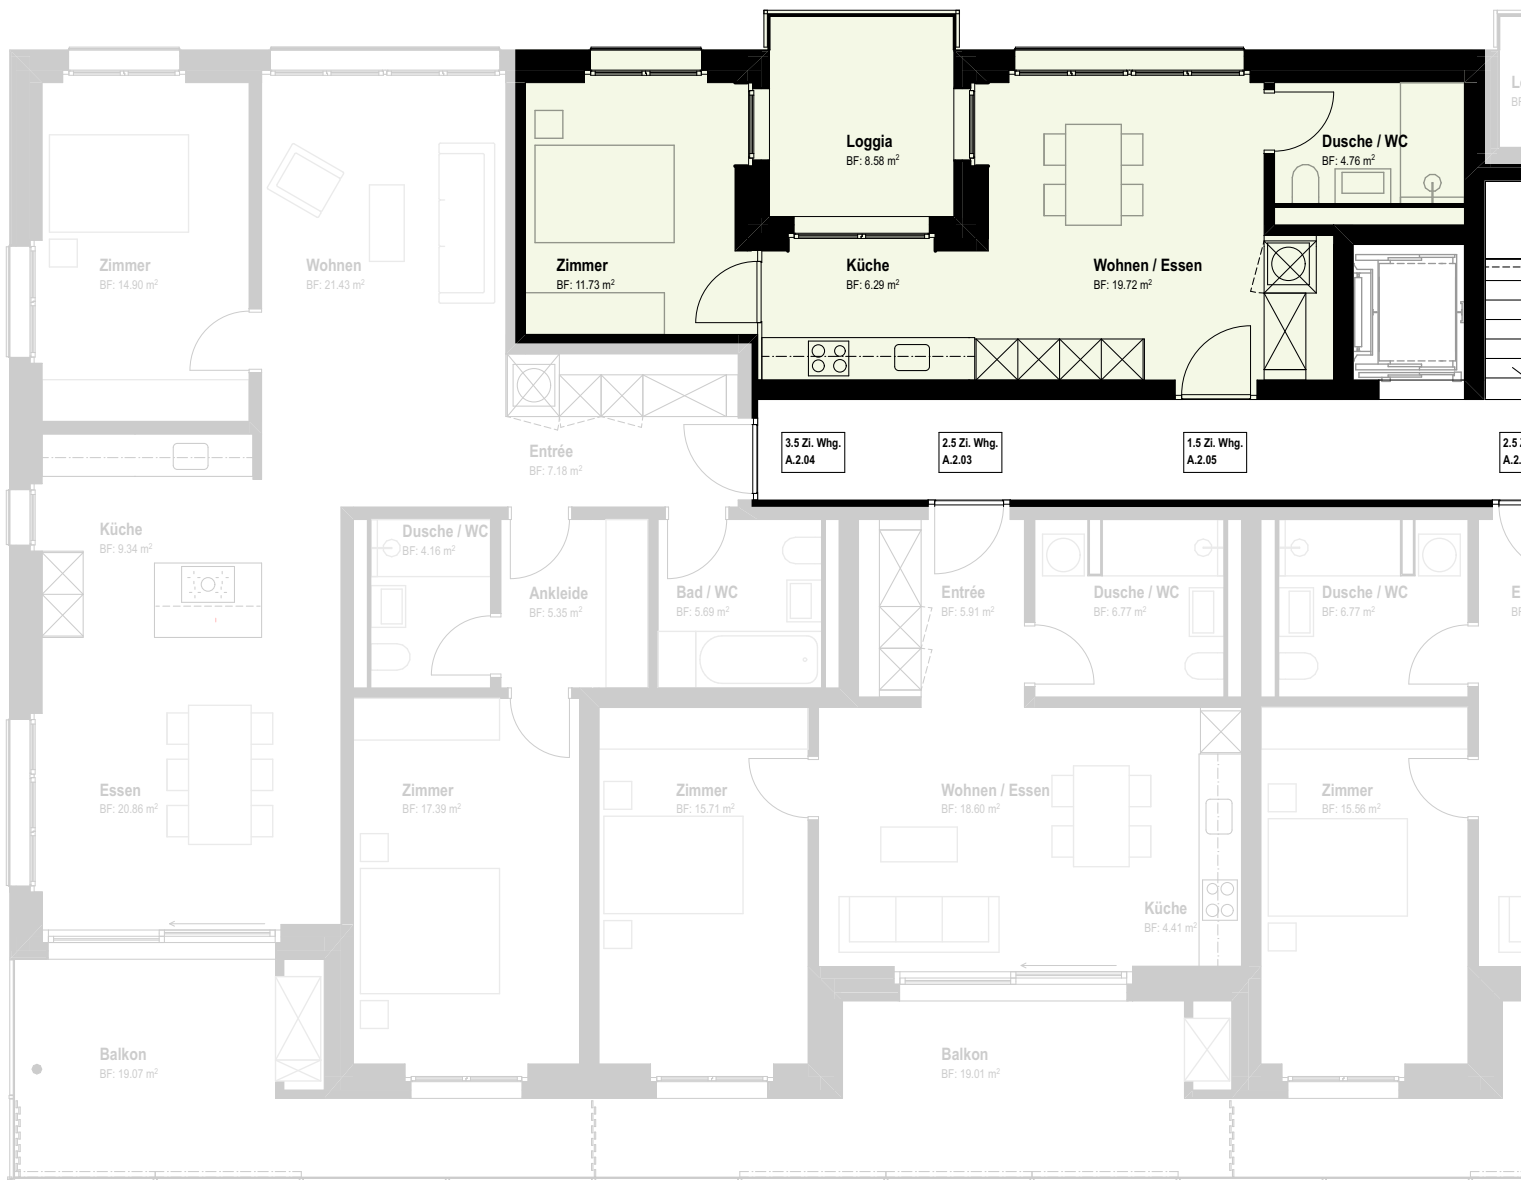 Loggia
BF: 8.58 m²
Dusche / WC
BF: 4.76 m²
Zimmer
BF: 14.90 m²
Wohnen
BF: 21.43 m²
Zimmer
BF: 11.73 m²
Küche
BF: 6.29 m²
Wohnen / Essen
BF: 19.72 m²
3.5 Zi. Whg.
A.2.04
2.5 Zi. Whg.
A.2.03
1.5 Zi. Whg.
A.2.05
2.5
A.2.
Entrée
BF: 7.18 m²
Küche
BF: 9.34 m²
Dusche / WC
BF: 4.16 m²
Ankleide
BF: 5.35 m²
Bad / WC
BF: 5.69 m²
Entrée
BF: 5.91 m²
Dusche / WC
BF: 6.77 m²
Dusche / WC
BF: 6.77 m²
Essen
BF: 20.86 m²
Zimmer
BF: 17.39 m²
Zimmer
BF: 15.71 m²
Wohnen / Essen
BF: 18.60 m²
Zimmer
BF: 15.56 m²
Küche
BF: 4.41 m²
Balkon
BF: 19.07 m²
Balkon
BF: 19.01 m²